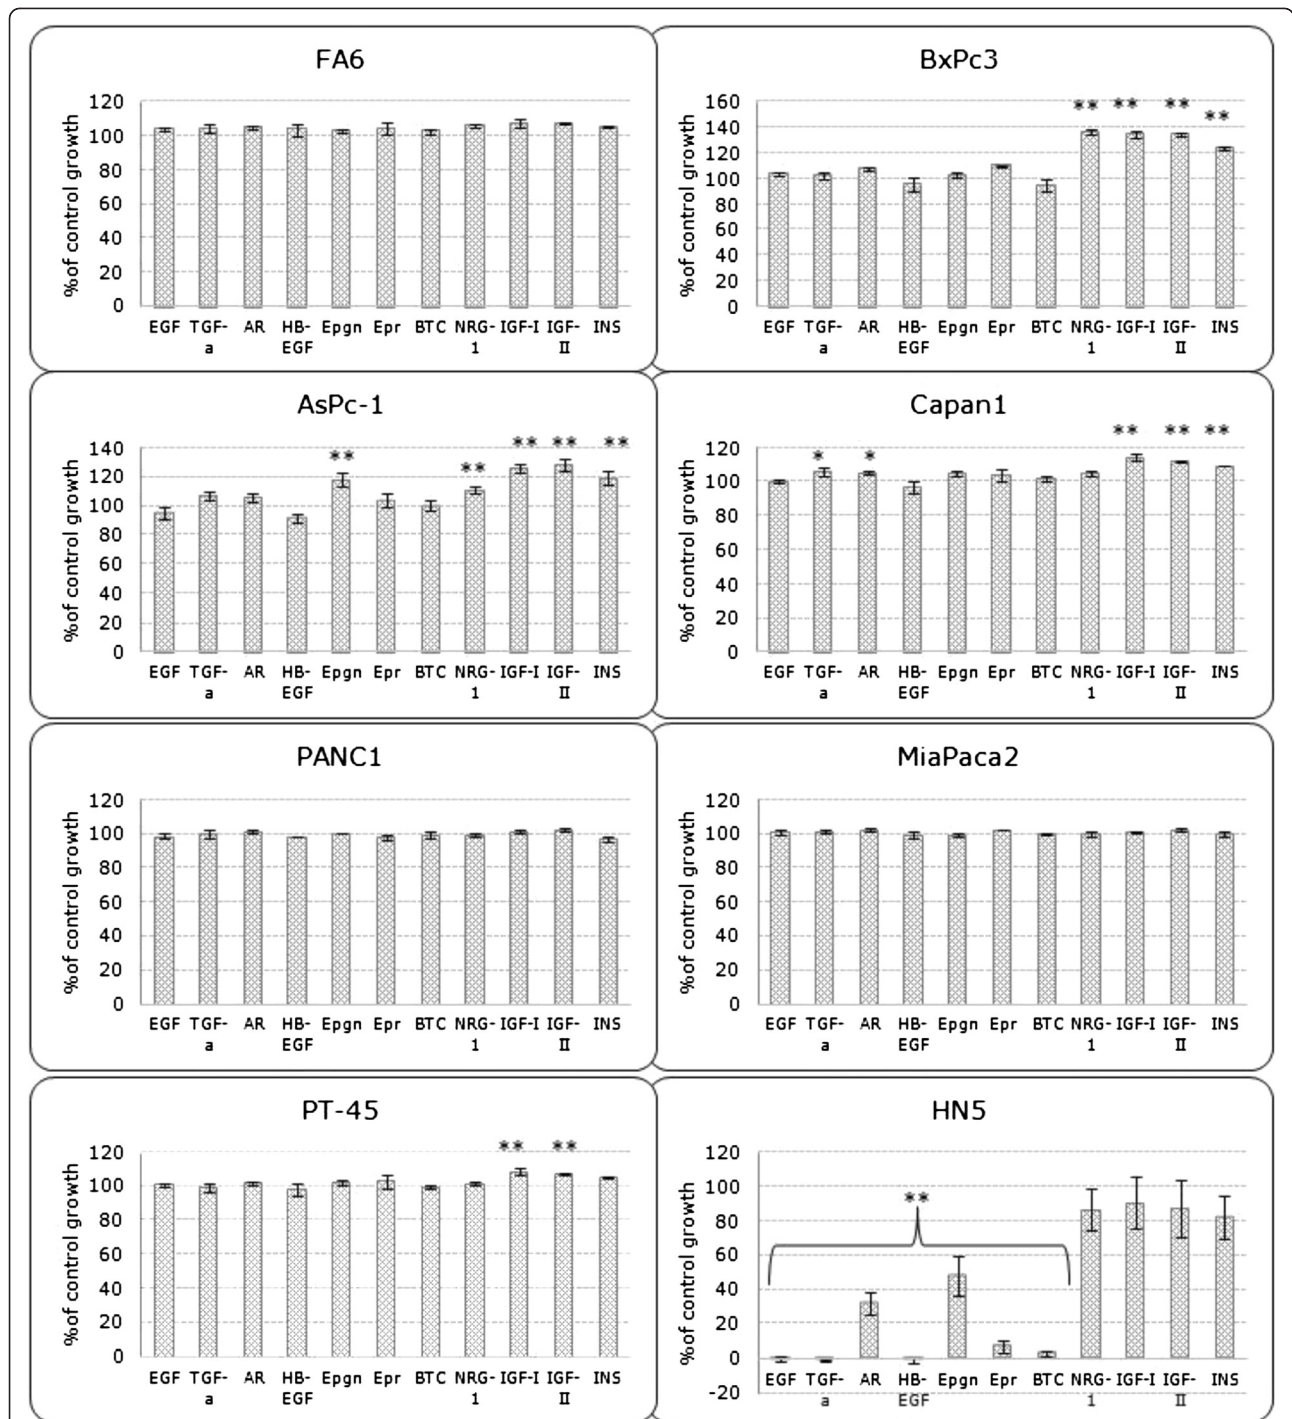 FA6
120
100
80
60
40
20
0
%of control growth
EGF TGF- AR HB- Epgn Epr BTC NRG- IGF-I IGF- INS
a EGF 1 II
BxPc3
160
140
120
100
80
60
40
20
0
%of control growth
** ** ** **
EGF TGF- AR HB- Epgn Epr BTC NRG- IGF-I IGF- INS
a EGF 1 II
AsPc-1
140
120
100
80
60
40
20
0
%of control growth
** ** ** ** **
EGF TGF- AR HB- Epgn Epr BTC NRG- IGF-I IGF- INS
a EGF 1 II
Capan1
120
100
80
60
40
20
0
%of control growth
* * ** ** **
EGF TGF- AR HB- Epgn Epr BTC NRG- IGF-I IGF- INS
a EGF 1 II
PANC1
120
100
80
60
40
20
0
%of control growth
EGF TGF- AR HB- Epgn Epr BTC NRG- IGF-I IGF- INS
a EGF 1 II
MiaPaca2
120
100
80
60
40
20
0
%of control growth
EGF TGF- AR HB- Epgn Epr BTC NRG- IGF-I IGF- INS
a EGF 1 II
PT-45
120
100
80
60
40
20
0
%of control growth
** **
EGF TGF- AR HB- Epgn Epr BTC NRG- IGF-I IGF- INS
a EGF 1 II
HN5
120
100
80
60
40
20
0
-20
%of control growth
**
EGF TGF- AR HB- Epgn Epr BTC NRG- IGF-I IGF- INS
a EGF 1 II